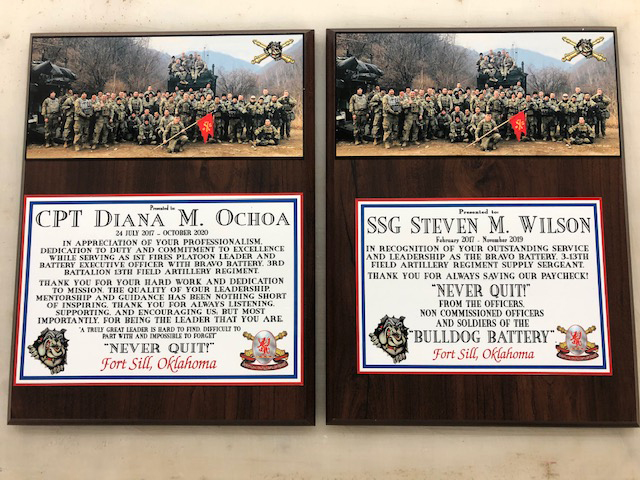 Presented to:
CPT DIANA M. OCHOA
24 JULY 2017 - OCTOBER 2020
IN APPRECIATION OF YOUR PROFESSIONALISM,
DEDICATION TO DUTY AND COMMITMENT TO EXCELLENCE
WHILE SERVING AS 1ST FIRES PLATOON LEADER AND
BATTERY EXECUTIVE OFFICER WITH BRAVO BATTERY, 3RD
BATTALION 13TH FIELD ARTILLERY REGIMENT.
THANK YOU FOR YOUR HARD WORK AND DEDICATION
TO MISSION. THE QUALITY OF YOUR LEADERSHIP,
MENTORSHIP AND GUIDANCE HAS BEEN NOTHING SHORT
OF INSPIRING. THANK YOU FOR ALWAYS LISTENING,
SUPPORTING, AND ENCOURAGING US, BUT MOST
IMPORTANTLY, FOR BEING THE LEADER THAT YOU ARE.
"A TRULY GREAT LEADER IS HARD TO FIND, DIFFICULT TO
PART WITH AND IMPOSSIBLE TO FORGET"
"NEVER QUIT!"
Fort Sill, Oklahoma
Presented to:
SSG STEVEN M. WILSON
February 2017 - November 2019
IN RECOGNITION OF YOUR OUTSTANDING SERVICE
AND LEADERSHIP AS THE BRAVO BATTERY, 3-13TH
FIELD ARTILLERY REGIMENT SUPPLY SERGEANT.
THANK YOU FOR ALWAYS SAVING OUR PAYCHECK!
"NEVER QUIT!"
FROM THE OFFICERS,
NON COMMISSIONED OFFICERS
AND SOLDIERS OF THE
"BULLDOG BATTERY"
Fort Sill, Oklahoma